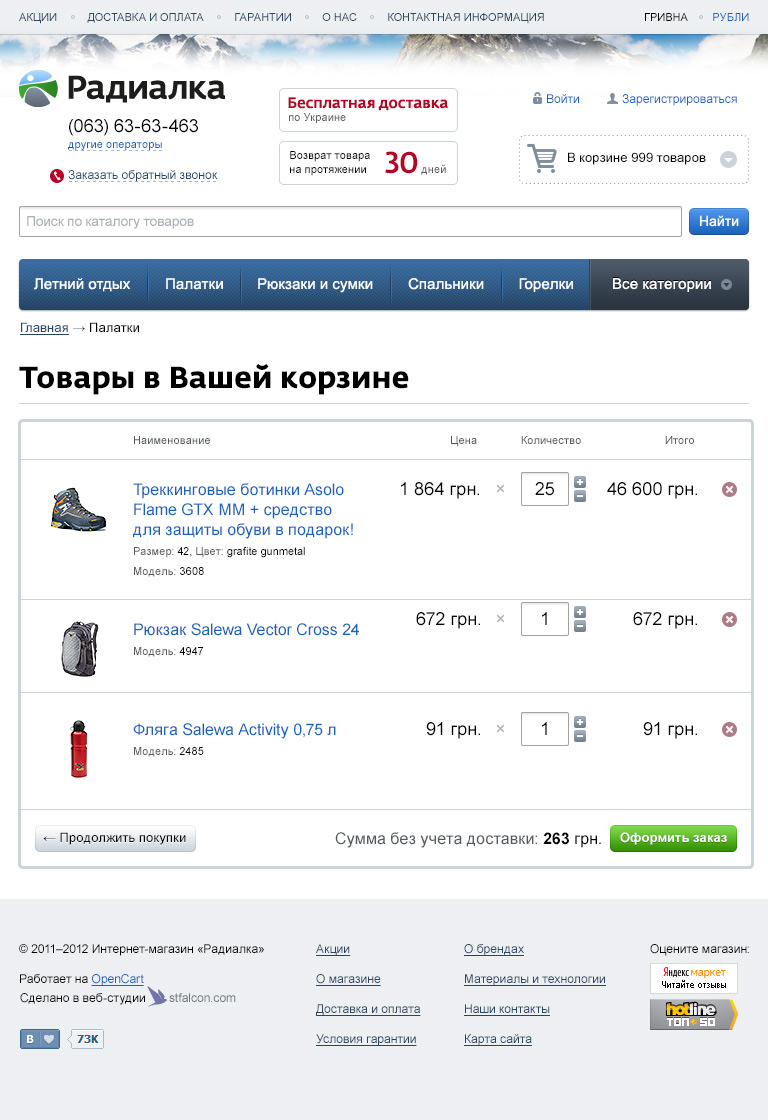 АКЦИИ ДОСТАВКА И ОПЛАТА ГАРАНТИИ О НАС КОНТАКТНАЯ ИНФОРМАЦИЯ ГРИВНА РУБЛИ
Радиалка
(063) 63-63-463
другие операторы
Заказать обратный звонок
Бесплатная доставка
по Украине
Возврат товара
на протяжении 30 дней
Войти Зарегистрироваться
В корзине 999 товаров
Поиск по каталогу товаров Найти
Летний отдых Палатки Рюкзаки и сумки Спальники Горелки Все категории
Главная → Палатки
Товары в Вашей корзине
Наименование Цена Количество Итого
Треккинговые ботинки Asolo
Flame GTX MM + средство
для защиты обуви в подарок!
Размер: 42, Цвет: grafite gunmetal
Модель: 3608
1 864 грн. × 25 46 600 грн.
Рюкзак Salewa Vector Cross 24
Модель: 4947
672 грн. × 1 672 грн.
Фляга Salewa Activity 0,75 л
Модель: 2485
91 грн. × 1 91 грн.
← Продолжить покупки Сумма без учета доставки: 263 грн. Оформить заказ
© 2011–2012 Интернет-магазин «Радиалка»
Работает на OpenCart
Сделано в веб-студии stfalcon.com
В 73K
Акции
О магазине
Доставка и оплата
Условия гарантии
О брендах
Материалы и технологии
Наши контакты
Карта сайта
Оцените магазин:
Яндекс маркет
Читайте отзывы
hotline
ТОП-50